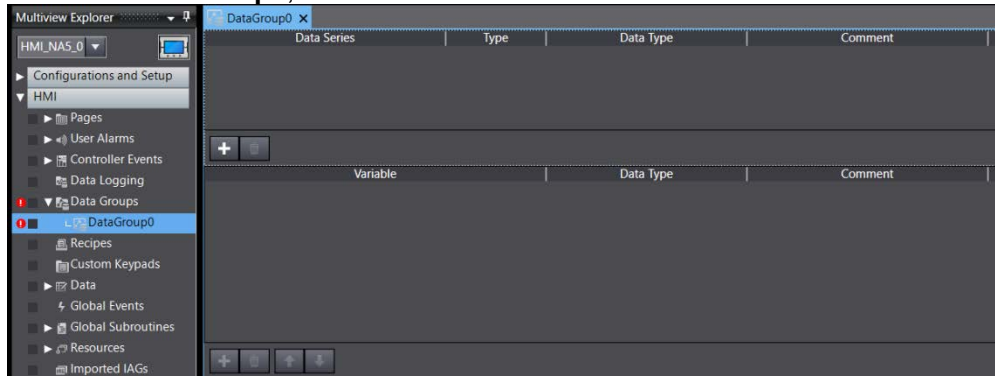 Multiview Explorer
HMI_NA5_0
Configurations and Setup
HMI
Pages
User Alarms
Controller Events
Data Logging
Data Groups
DataGroup0
Recipes
Custom Keypads
Data
Global Events
Global Subroutines
Resources
Imported IAGs
DataGroup0
Data Series Type Data Type Comment
Variable Data Type Comment